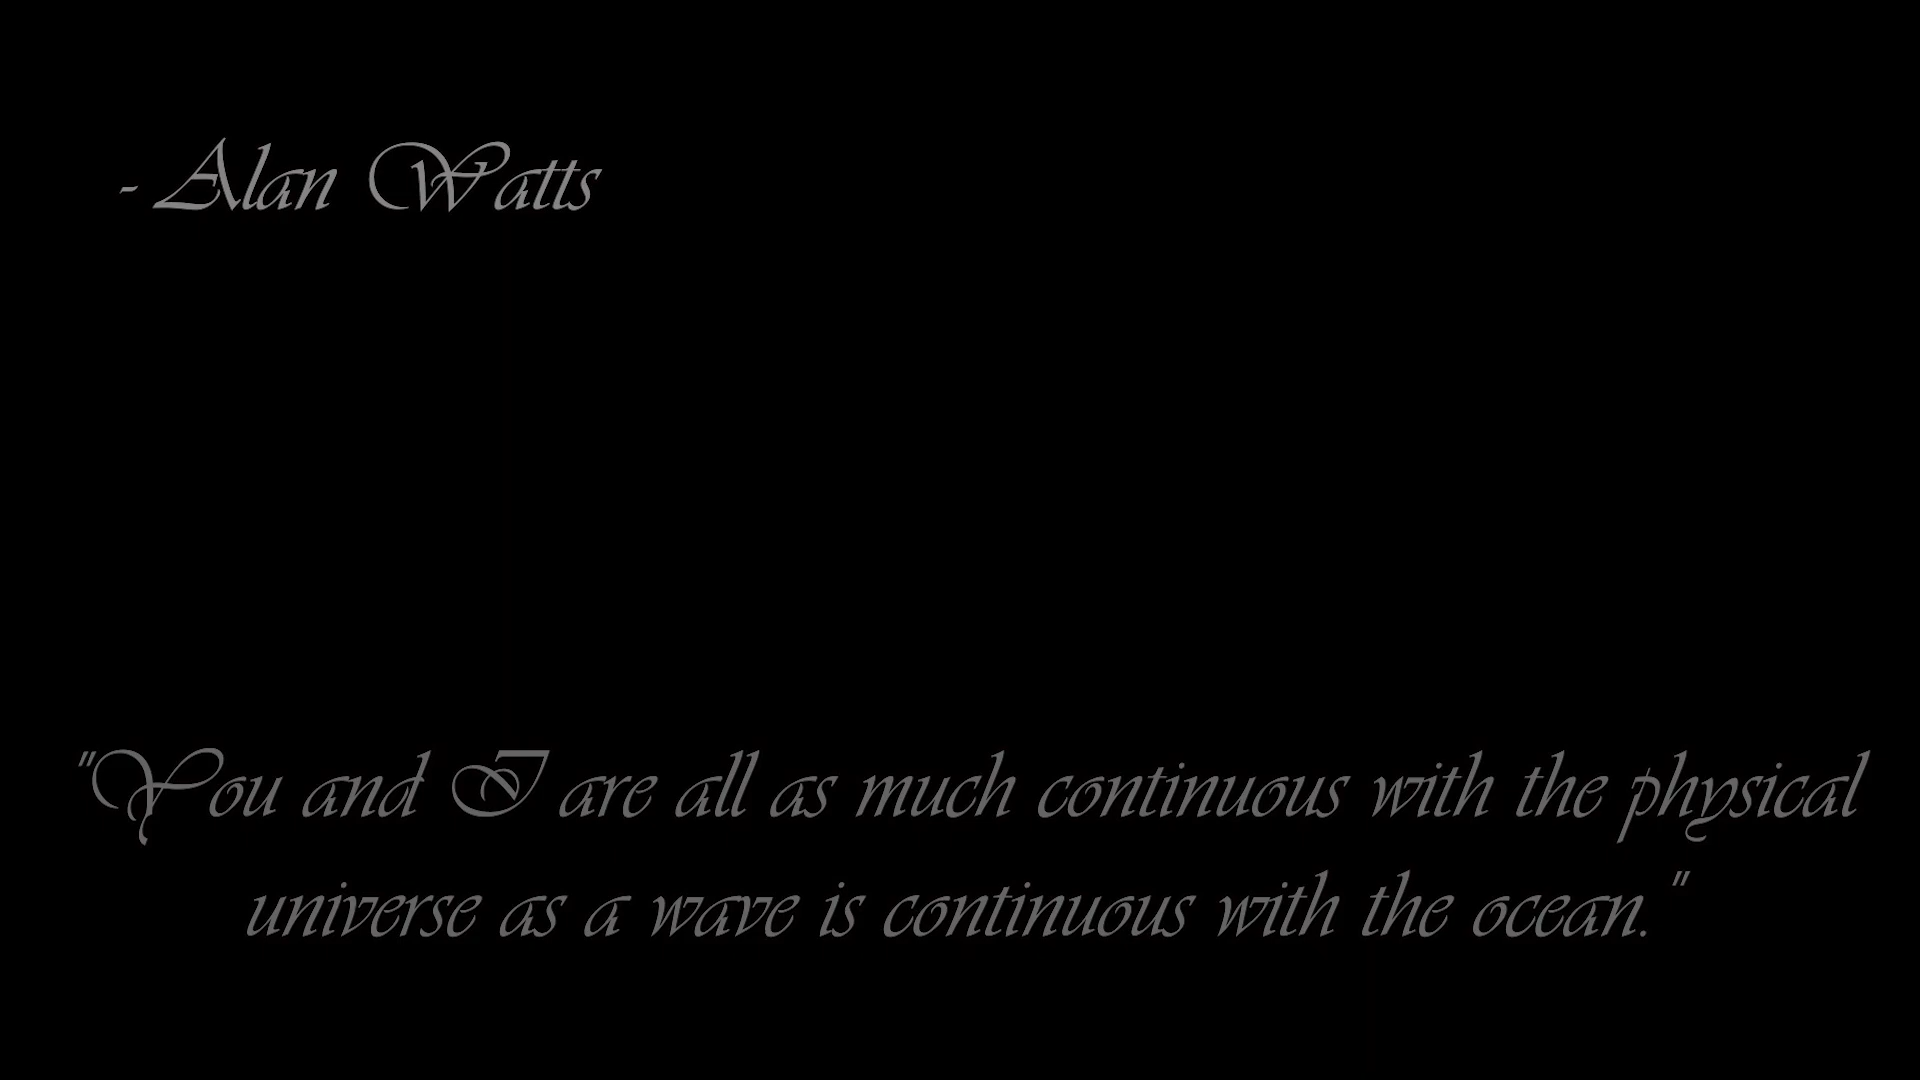 - Alan Watts
"You and I are all as much continuous with the physical
universe as a wave is continuous with the ocean."